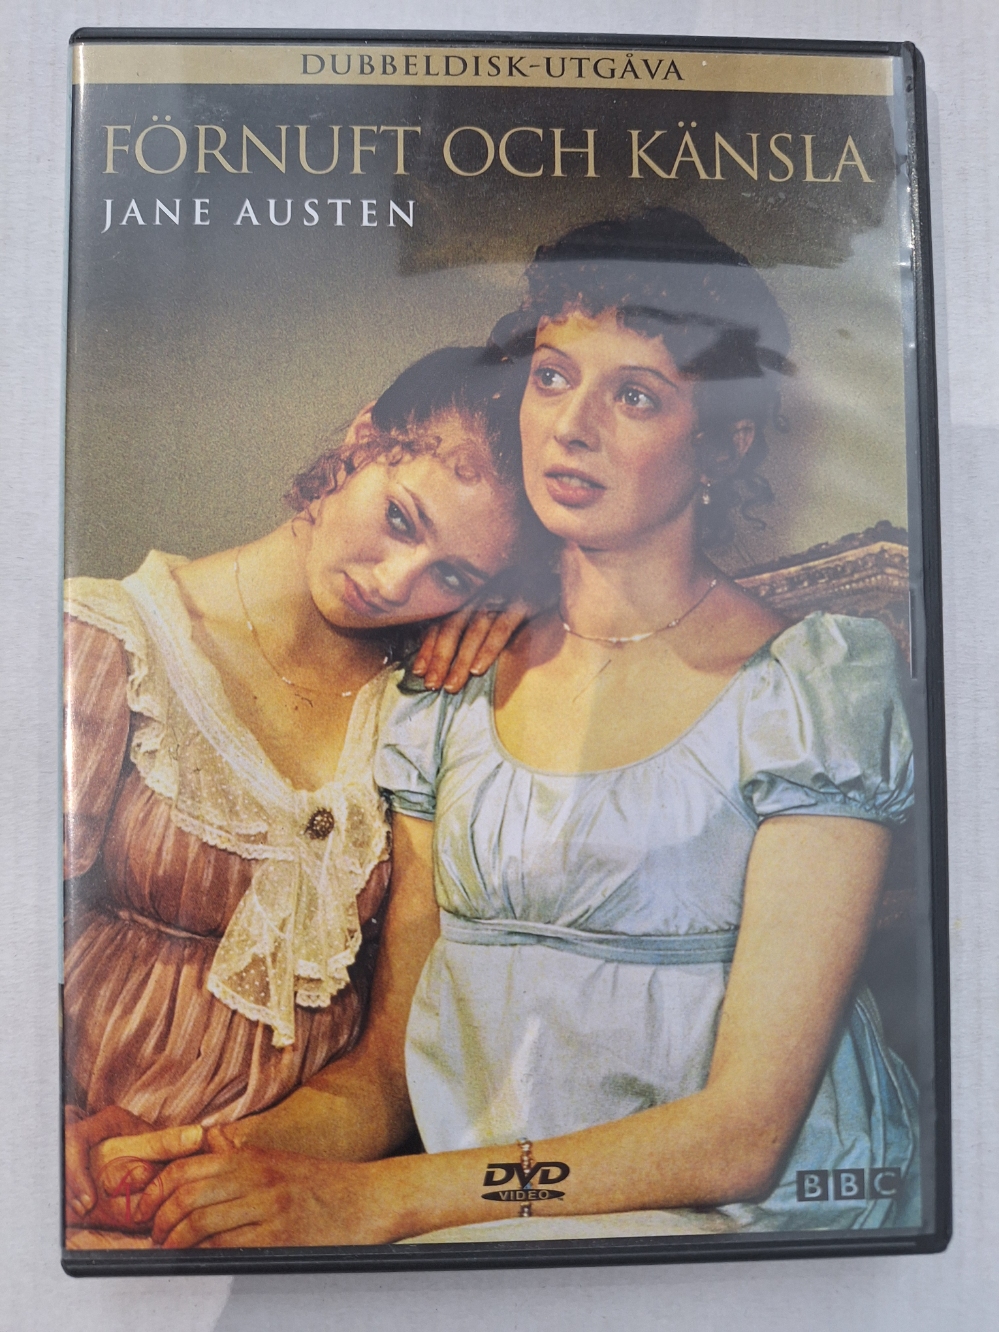 DUBBELDISK-UTGÅVA
FÖRNUFT OCH KÄNSLA
JANE AUSTEN
DVD
VIDEO
BBC